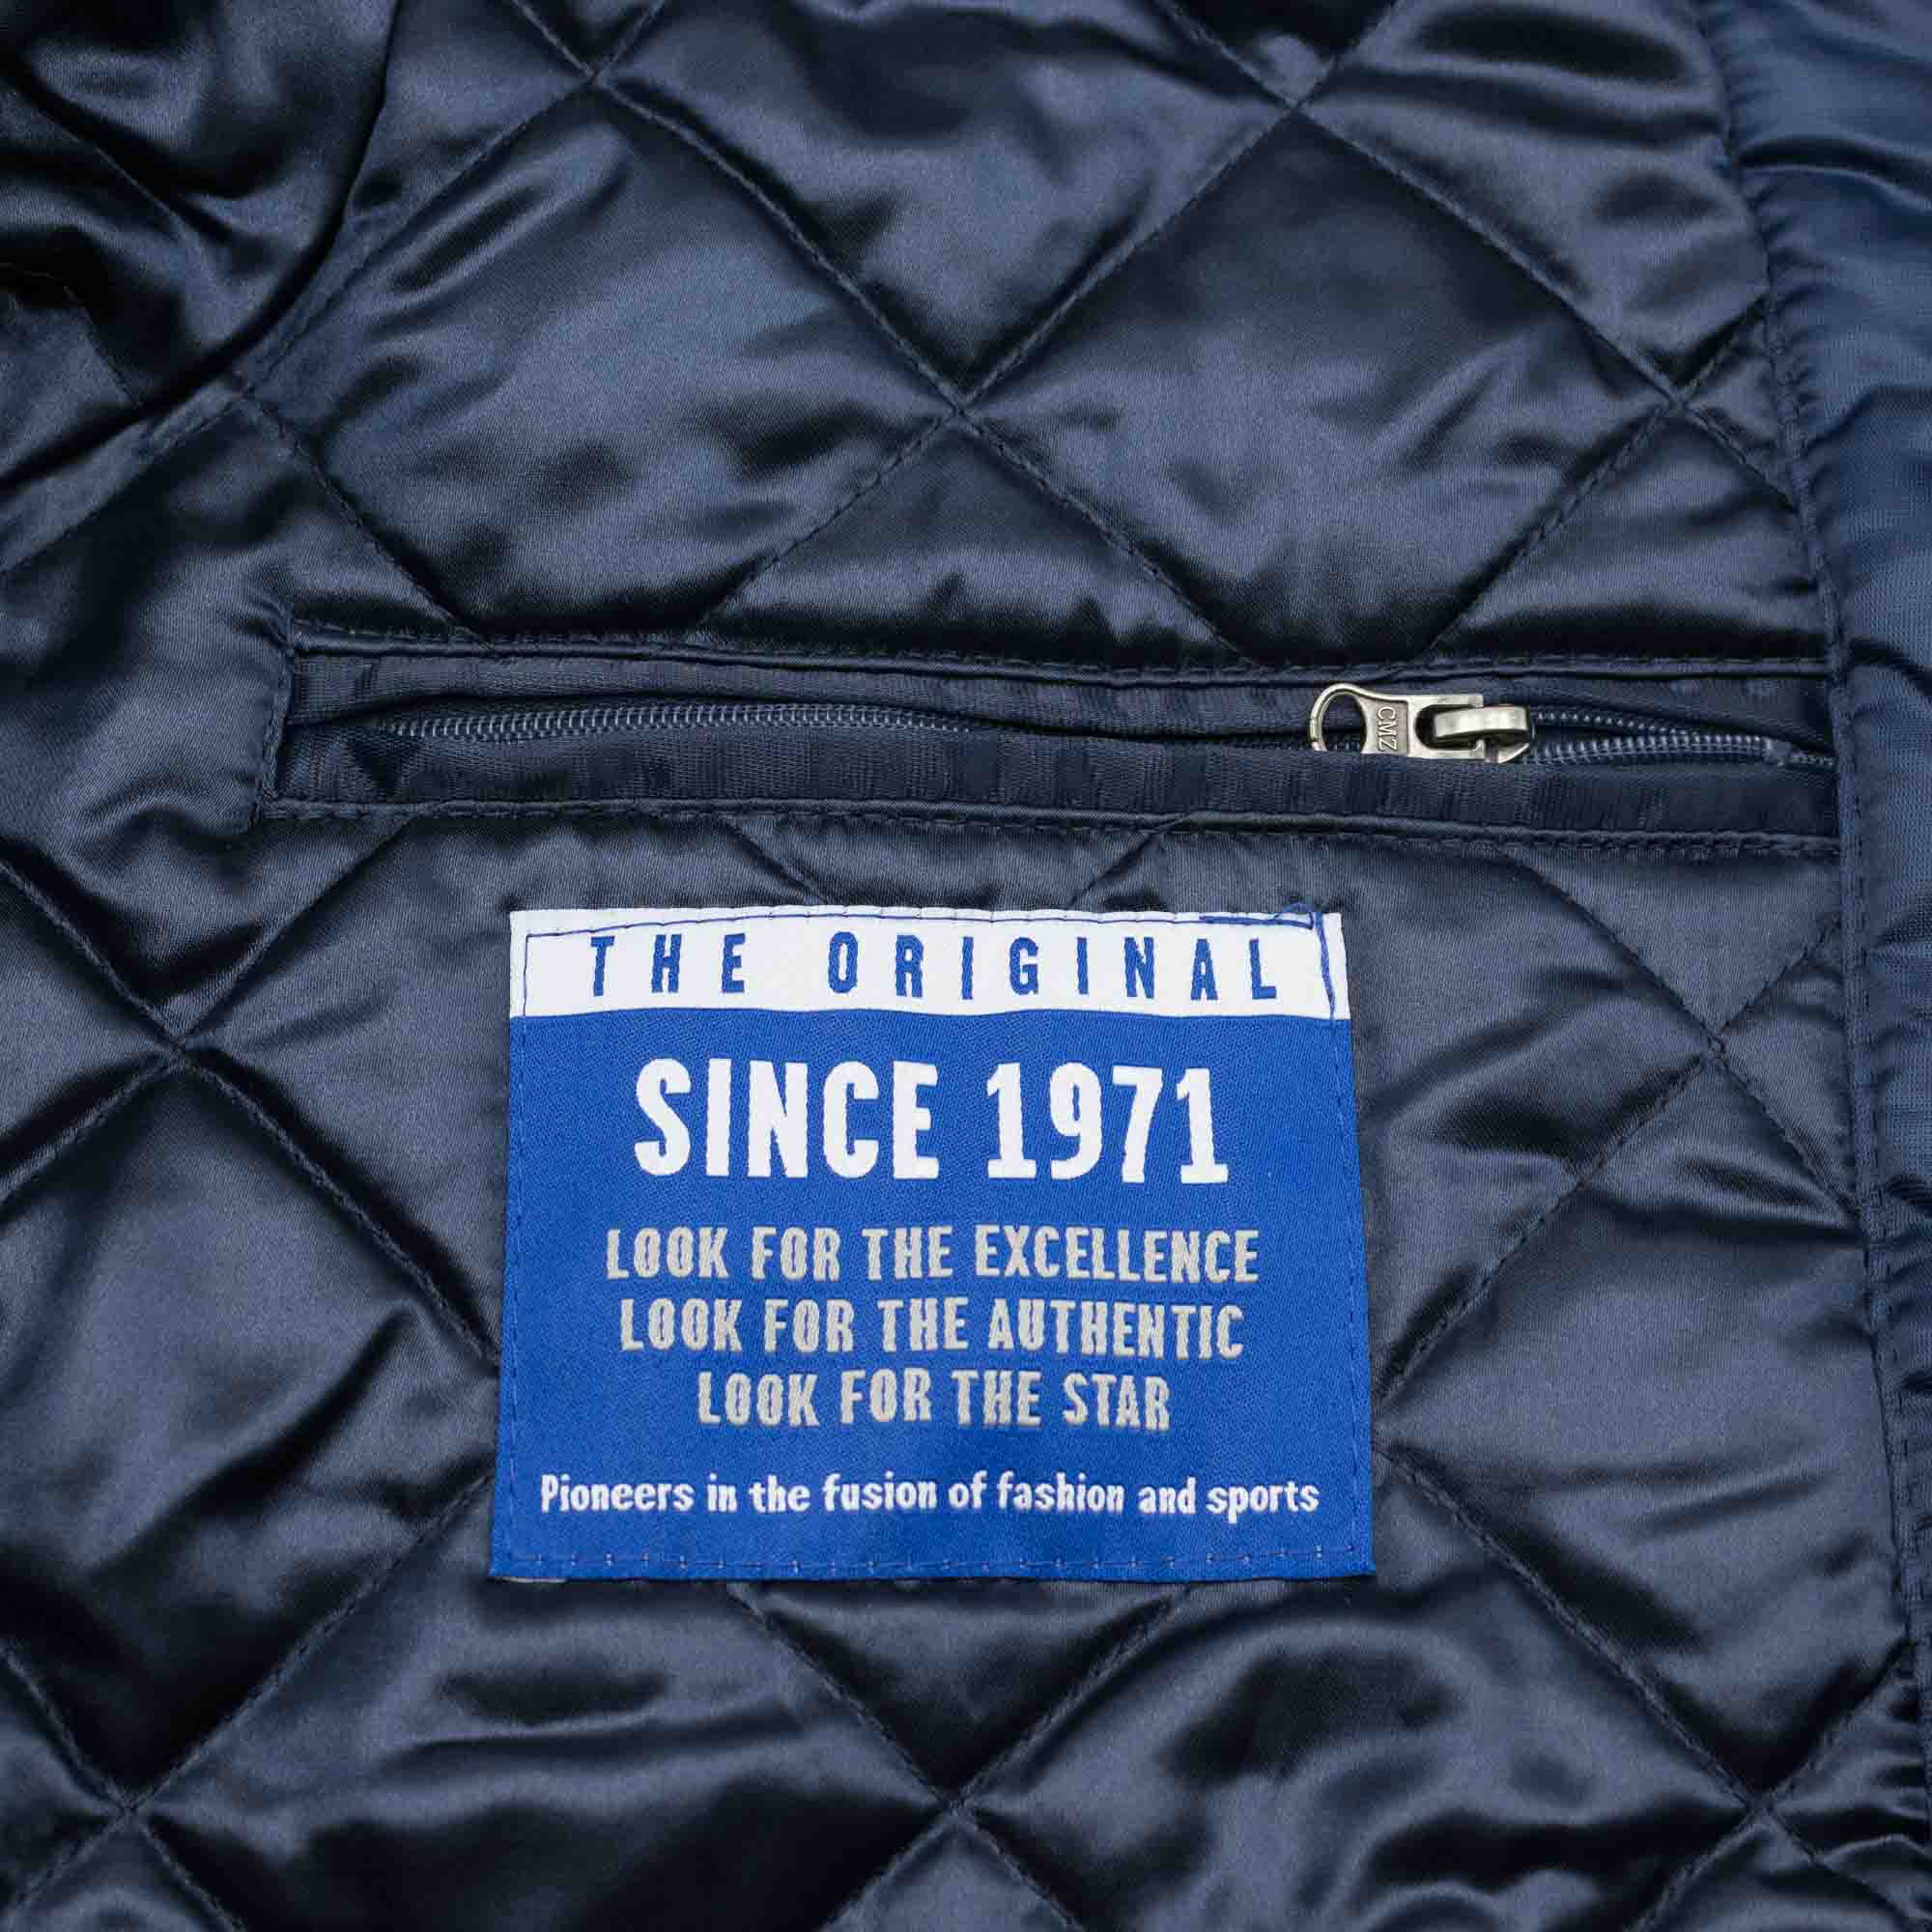 CMZ
THE ORIGINAL
SINCE 1971
LOOK FOR THE EXCELLENCE
LOOK FOR THE AUTHENTIC
LOOK FOR THE STAR
Pioneers in the fusion of fashion and sports